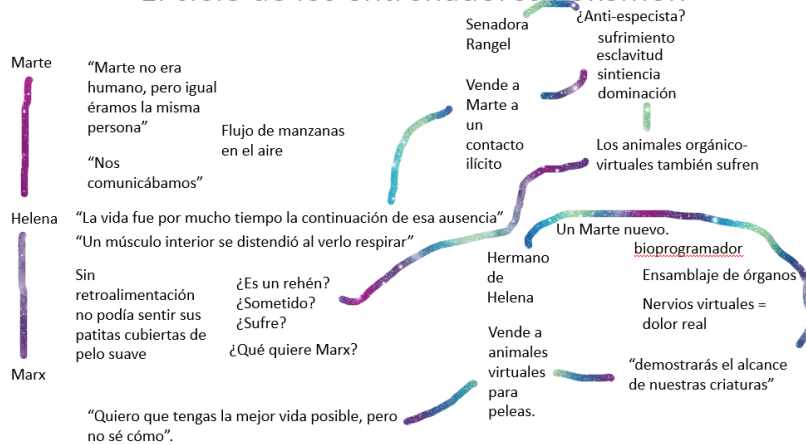 Senadora
Rangel
¿Anti-especista?
sufrimiento
esclavitud
sintiencia
dominación
Marte
“Marte no era
humano, pero igual
éramos la misma
persona”
“Nos
comunicábamos”
Flujo de manzanas
en el aire
Vende a
Marte a
un
contacto
ilícito
Los animales orgánico-
virtuales también sufren
Helena
“La vida fue por mucho tiempo la continuación de esa ausencia”
“Un músculo interior se distendió al verlo respirar”
Un Marte nuevo.
bioprogramador
Ensamblaje de órganos
Nervios virtuales =
dolor real
Hermano
de
Helena
Sin
retroalimentación
no podía sentir sus
patitas cubiertas de
pelo suave
¿Es un rehén?
¿Sometido?
¿Sufre?
¿Qué quiere Marx?
Marx
Vende a
animales
virtuales
para
peleas.
“demostrarás el alcance
de nuestras criaturas”
“Quiero que tengas la mejor vida posible, pero
no sé cómo”.